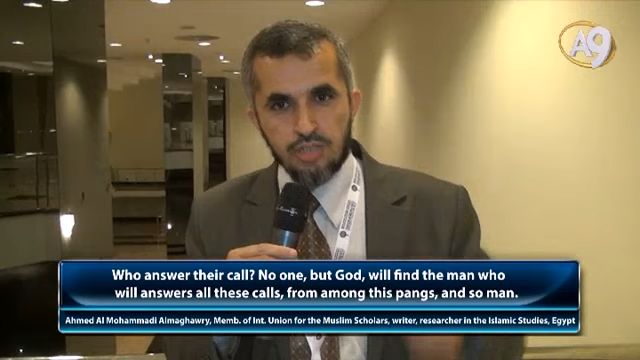 A9
Who answer their call? No one, but God, will find the man who
will answers all these calls, from among this pangs, and so man.
Ahmed Al Mohammadi Almaghawry, Memb. of Int. Union for the Muslim Scholars, writer, researcher in the Islamic Studies, Egypt